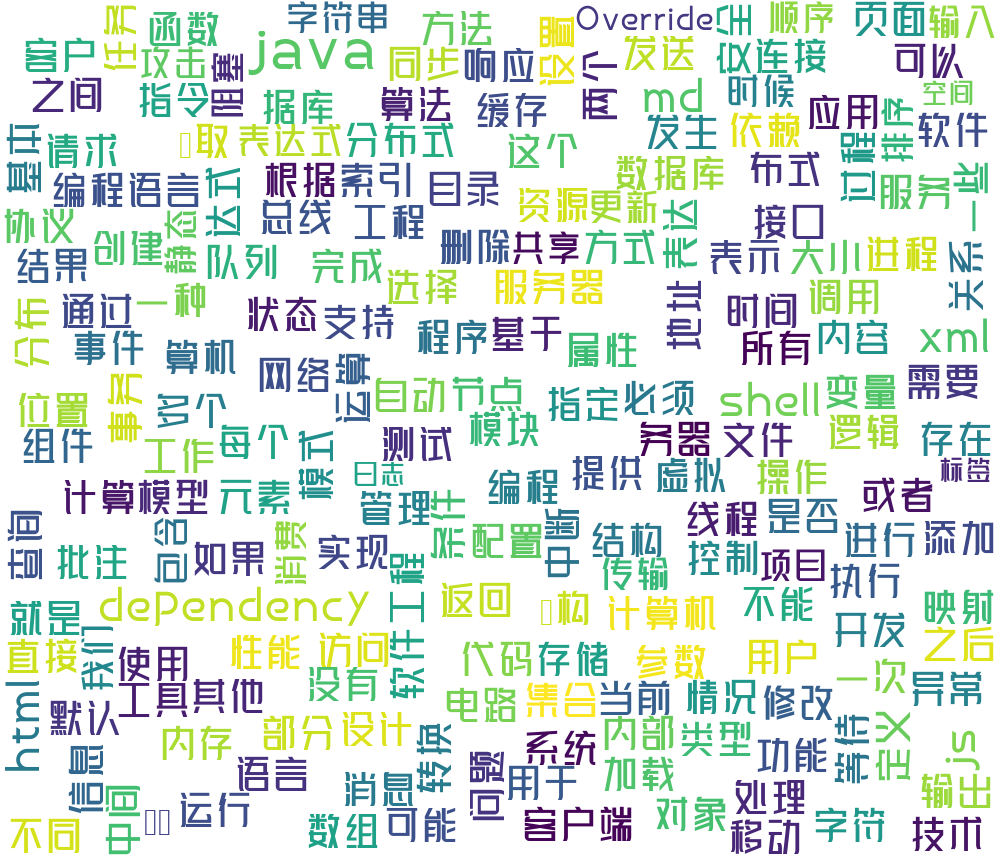 字符串
Override
顺序
页面
输入
客户
任务
函数
java
方法
同步
响应
设置
两个
发送
议连接
可以
攻击
阻塞
之间
指令
据库
算法
缓存
md
时候
应用
空间
基本
请求
取
表达式
分布式
这个
发生
依赖
过程
排序
软件
编程语言
达式
根据
索引
目录
数据库
布式
服务
一些
协议
创建
静态
总线
工程
资源
更新
表达
接口
结果
队列
完成
删除
共享
方式
表示
大小
进程
关系
分布
通过
一种
状态
支持
选择
服务器
地址
时间
调用
事件
算机
网络
运算
程序
基于
属性
所有
内容
xml
位置
事务
多个
自动
节点
指定
必须
shell
变量
需要
组件
工作
每个
模式
测试
模块
务器
文件
逻辑
存在
计算模型
元素
日志
管理
条件
编程
提供
虚拟
操作
标签
查询
批注
包含
如果
消费
实现
配置
中断
结构
线程
是否
或者
进行
添加
控制
项目
传输
执行
就是
dependency
软件工程
返回
构
计算机
不能
开发
映射
直接
我们
使用
性能
访问
代码
存储
参数
用户
之后
html
工具
其他
没有
电路
集合
当前
情况
修改
一次
异常
默认
内存
部分
设计
转换
系统
内部
类型
功能
等待
定义
js
信息
语言
消息
问题
用于
加载
处理
输出
不同
中间
运行
数组
可能
客户端
对象
移动
字符
技术